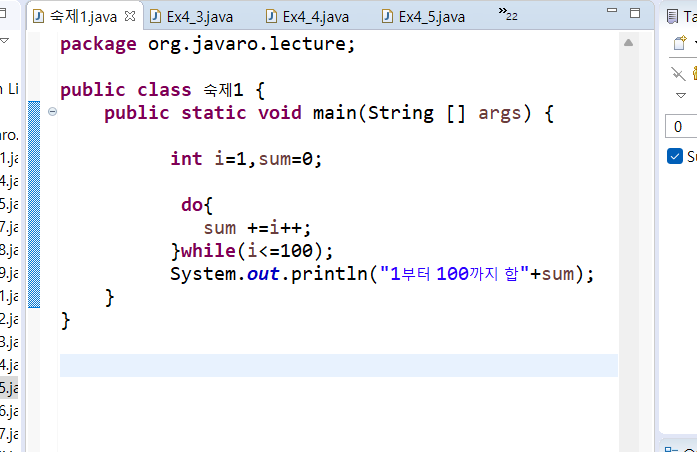 숙제1.java Ex4_3.java Ex4_4.java Ex4_5.java »22 Ta
package org.javaro.lecture;
public class 숙제1 {
public static void main(String [] args) {
int i=1,sum=0;
do{
sum +=i++;
}while(i<=100);
System.out.println("1부터 100까지 합"+sum);
}
}
Li
ro.
1.ja
4.ja
5.ja
7.ja
8.ja
9.ja
1.ja
2.ja
3.ja
4.ja
5.ja
6.ja
7.ja
0